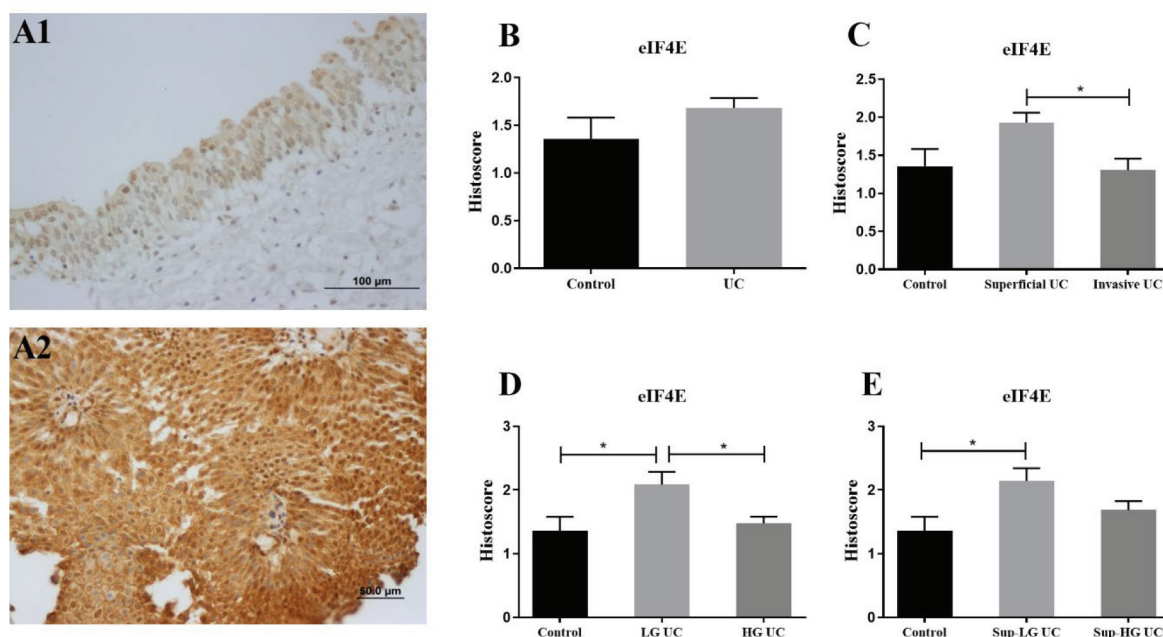 A1
100 µm
A2
50.0 µm
B
eIF4E
Histoscore
2.0
1.5
1.0
0.5
0.0
Control UC
C
eIF4E
*
Histoscore
2.5
2.0
1.5
1.0
0.5
0.0
Control Superficial UC Invasive UC
D
eIF4E
* *
Histoscore
3
2
1
0
Control LG UC HG UC
E
eIF4E
*
Histoscore
3
2
1
0
Control Sup-LG UC Sup-HG UC